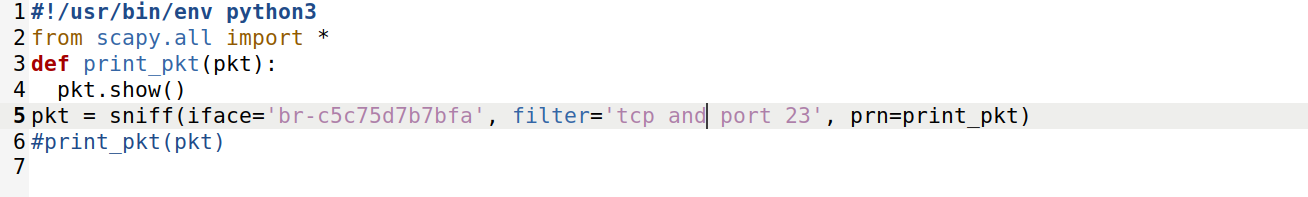 1 #!/usr/bin/env python3
2 from scapy.all import *
3 def print_pkt(pkt):
4   pkt.show()
5 pkt = sniff(iface='br-c5c75d7b7bfa', filter='tcp and port 23', prn=print_pkt)
6 #print_pkt(pkt)
7